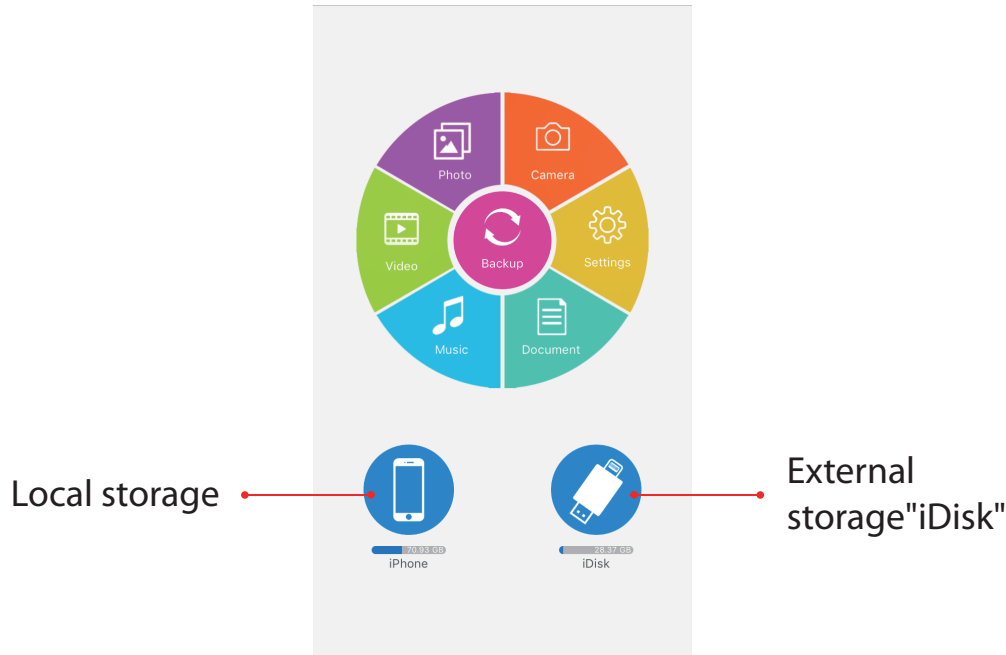 Photo
Camera
Video
Backup
Settings
Music
Document
Local storage
External
storage"iDisk"
70.93 GB
28.37 GB
iPhone
iDisk